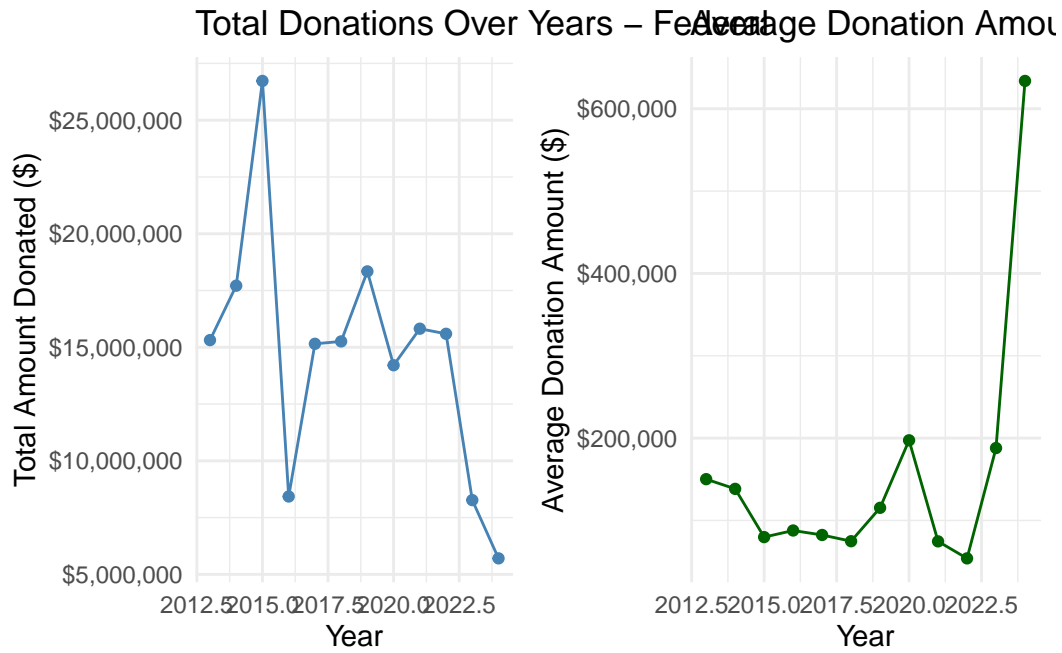 Total Donations Over Years – Federal
Average Donation Amou
Total Amount Donated ($)
$25,000,000
$20,000,000
$15,000,000
$10,000,000
$5,000,000
2012.5 2015.0 2017.5 2020.0 2022.5
Year
Average Donation Amount ($)
$600,000
$400,000
$200,000
2012.5 2015.0 2017.5 2020.0 2022.5
Year